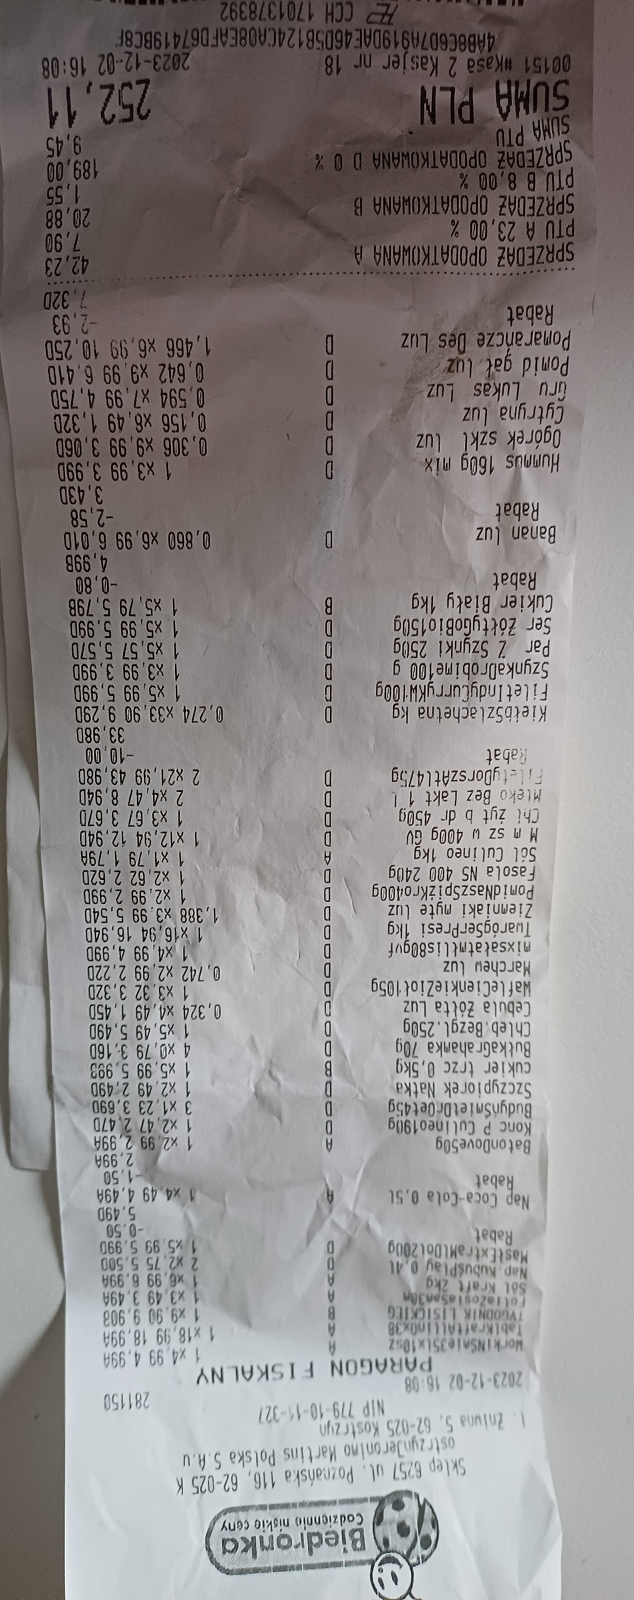 Biedronka
Codziennie niskie ceny
Sklep 6257 ul. Poznańska 116, 62-025 K
ostrzynJeronimo Martins Polska S.A.u
l. Żniwna 5, 62-025 Kostrzyn
NIP 779-10-11-327
2023-12-02 16:08 281150
PARAGON FISKALNY
WorkiNŚmie35lx10sz A 1 x4,99 4,99A
TablkraftAllin0x38 A 1 x18,99 18,99A
TYGODNIK LISICKIEG B 1 x9,90 9,90B
A 1 x3,49 3,49A
Sól Kraft 2kg A 1 x6,99 6,99A
Nap KubuśPlay 0,4l D 2 x2,75 5,50D
MasłExtraMlDol200g D 1 x5,99 5,99D
Rabat -0,50
5,49D
Nap Coca-Cola 0,5l A 1 x4,49 4,49A
Rabat -1,50
2,99A
BatonDove50g A 1 x2,99 2,99A
Konc P Culineo190g D 1 x2,47 2,47D
BudyńŚmietDrOet45g D 3 x1,23 3,69D
Szczypiorek Natka D 1 x2,49 2,49D
cukier trzc 0,5kg B 1 x5,99 5,99B
BułkaGrahamka 70g D 4 x0,79 3,16D
Chleb.Bezgl.250g D 1 x5,49 5,49D
Cebula Żółta Luz D 0,324 x4,49 1,45D
WafleCienkieZiół105g D 1 x3,32 3,32D
Marchew luz D 0,742 x2,99 2,22D
mixsałatmllis80gvf D 1 x4,99 4,99D
TwarógSerPresi 1kg D 1 x16,94 16,94D
Ziemniaki myte luz D 1,388 x3,99 5,54D
PomidNaszSpiżKro400g D 1 x2,99 2,99D
Fasola NS 400 240g D 1 x2,62 2,62D
Sól Culineo 1kg A 1 x1,79 1,79A
M m sz w 400g GV D 1 x12,94 12,94D
Chl żyt b dr 450g D 1 x3,67 3,67D
Mleko Bez Lakt 1 l D 2 x4,47 8,94D
FiletyDorszAtl475g D 2 x21,99 43,98D
Rabat -10,00
33,98D
KiełbSzlachetna kg D 0,274 x33,90 9,29D
FiletIndyCurryKW100g D 1 x5,99 5,99D
SzynkaDrobime100 g D 1 x3,99 3,99D
Par Z Szynki 250g D 1 x5,57 5,57D
Ser ŻółtyGoBio150g D 1 x5,99 5,99D
Cukier Biały 1kg B 1 x5,79 5,79B
Rabat -0,80
4,99B
Banan luz D 0,860 x6,99 6,01D
Rabat -2,58
3,43D
Hummus 160g mix D 1 x3,99 3,99D
Ogórek szkl luz D 0,306 x9,99 3,06D
Cytryna luz D 0,156 x8,49 1,32D
Gru Lukas Luz D 0,594 x7,99 4,75D
Pomid gał luz D 0,642 x9,99 6,41D
Pomarańcze Des Luz D 1,466 x6,99 10,25D
Rabat -2,93
7,32D
SPRZEDAŻ OPODATKOWANA A 42,23
PTU A 23,00 % 7,90
SPRZEDAŻ OPODATKOWANA B 20,88
PTU B 8,00 % 1,55
SPRZEDAŻ OPODATKOWANA D 0 % 189,00
SUMA PTU 9,45
SUMA PLN 252,11
00151 #Kasa 2 Kasjer nr 18 2023-12-02 16:08
4AB6C6D7A919ADE46D5B124CA08EAFD67419BC8F
CCH 1701378392